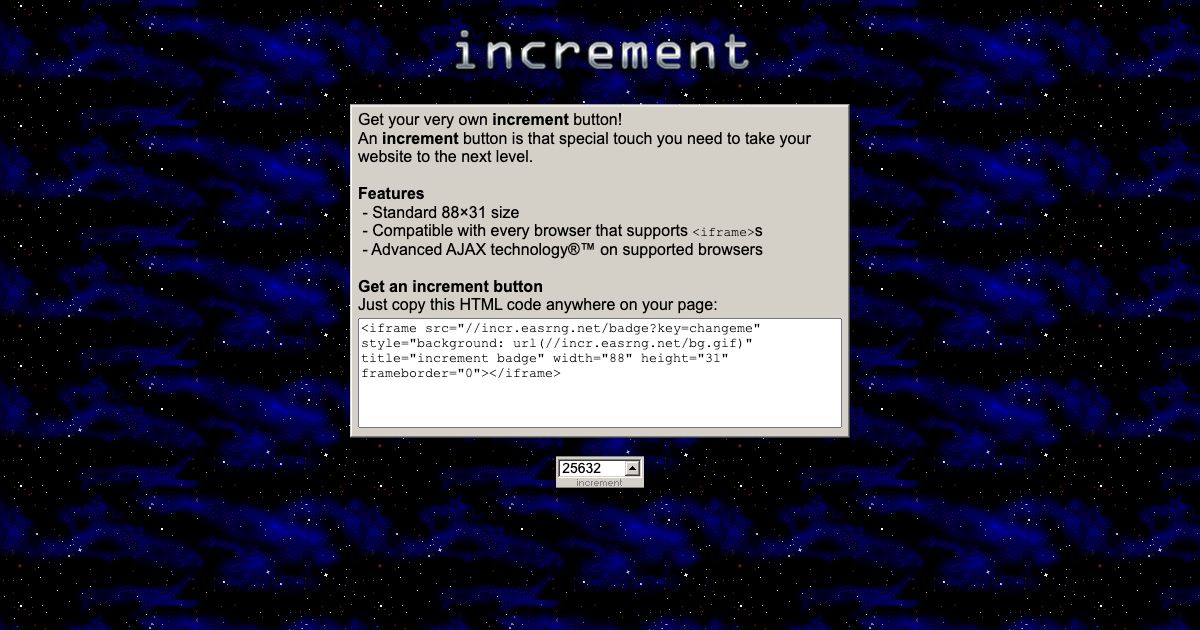 increment
Get your very own increment button!
An increment button is that special touch you need to take your
website to the next level.
Features
- Standard 88×31 size
- Compatible with every browser that supports <iframe>s
- Advanced AJAX technology®™ on supported browsers
Get an increment button
Just copy this HTML code anywhere on your page:
<iframe src="//incr.easrng.net/badge?key=changeme"
style="background: url(//incr.easrng.net/bg.gif)"
title="increment badge" width="88" height="31"
frameborder="0"></iframe>
25632
increment